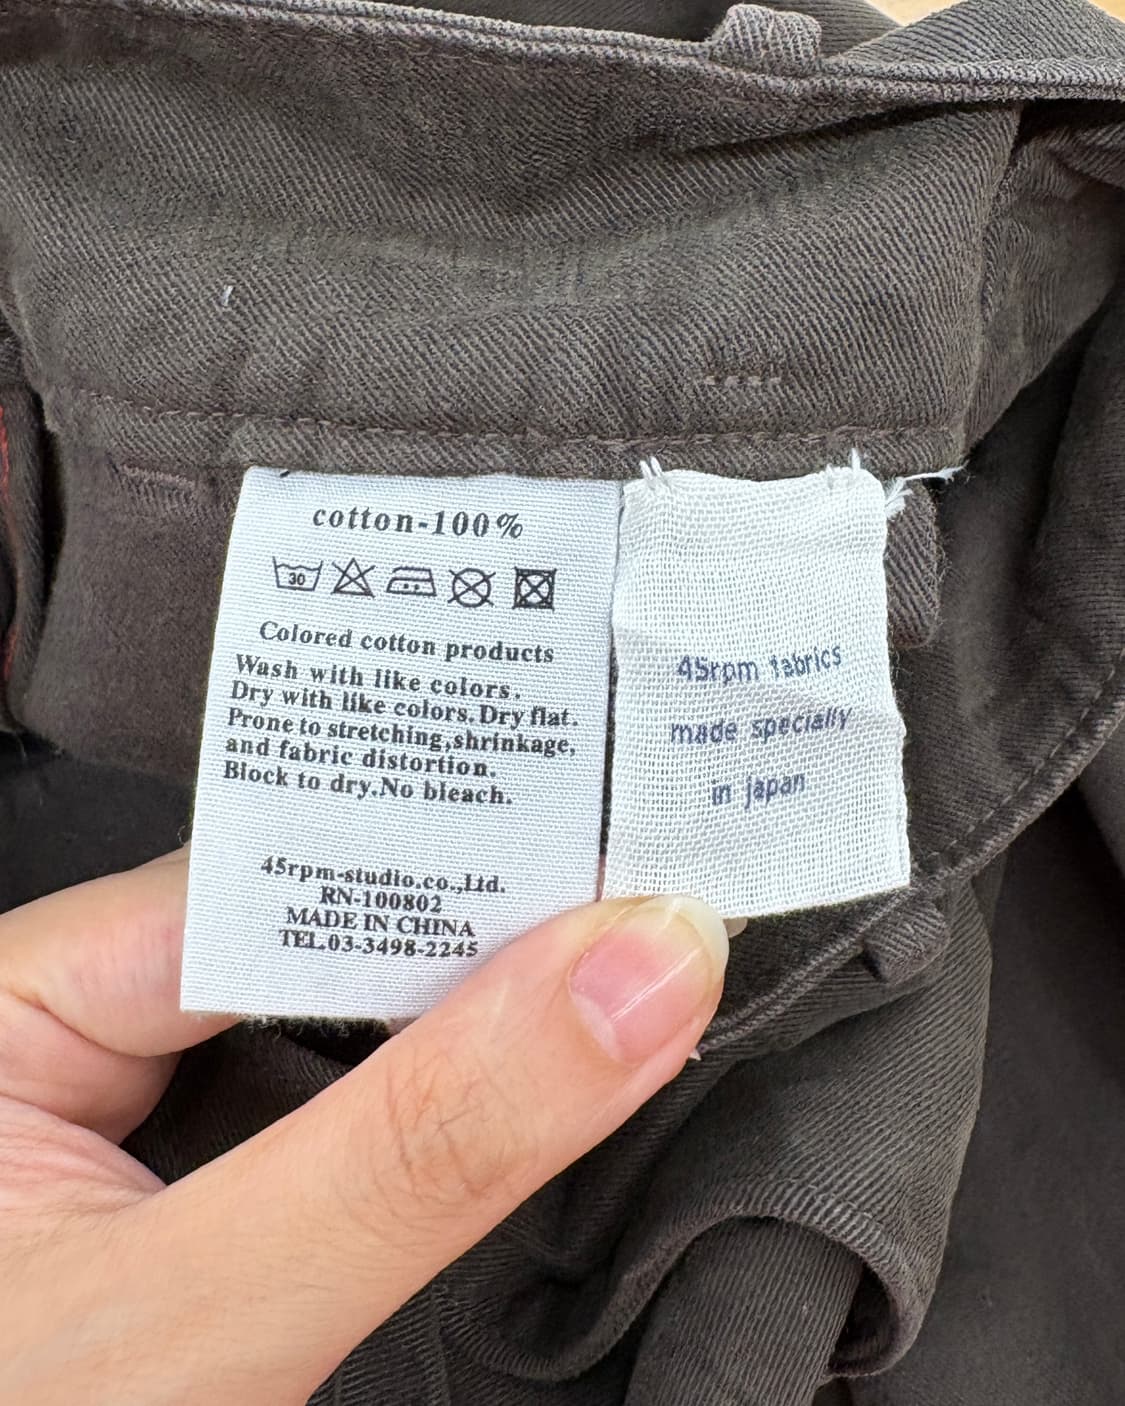 cotton-100%
30
Colored cotton products
Wash with like colors.
Dry with like colors.Dry flat.
Prone to stretching,shrinkage,
and fabric distortion.
Block to dry.No bleach.
45rpm-studio.co.,Ltd.
RN-100802
MADE IN CHINA
TEL.03-3498-2245
45rpm fabrics
made specially
in japan